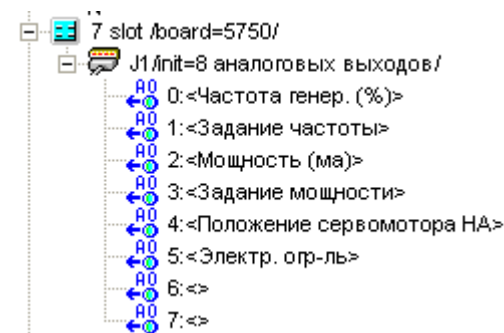 7 slot /board=5750/
J1/init=8 аналоговых выходов/
AO 0:<Частота генер. (%)>
AO 1:<Задание частоты>
AO 2:<Мощность (ма)>
AO 3:<Задание мощности>
AO 4:<Положение сервомотора НА>
AO 5:<Электр. огр-ль>
AO 6:<>
AO 7:<>